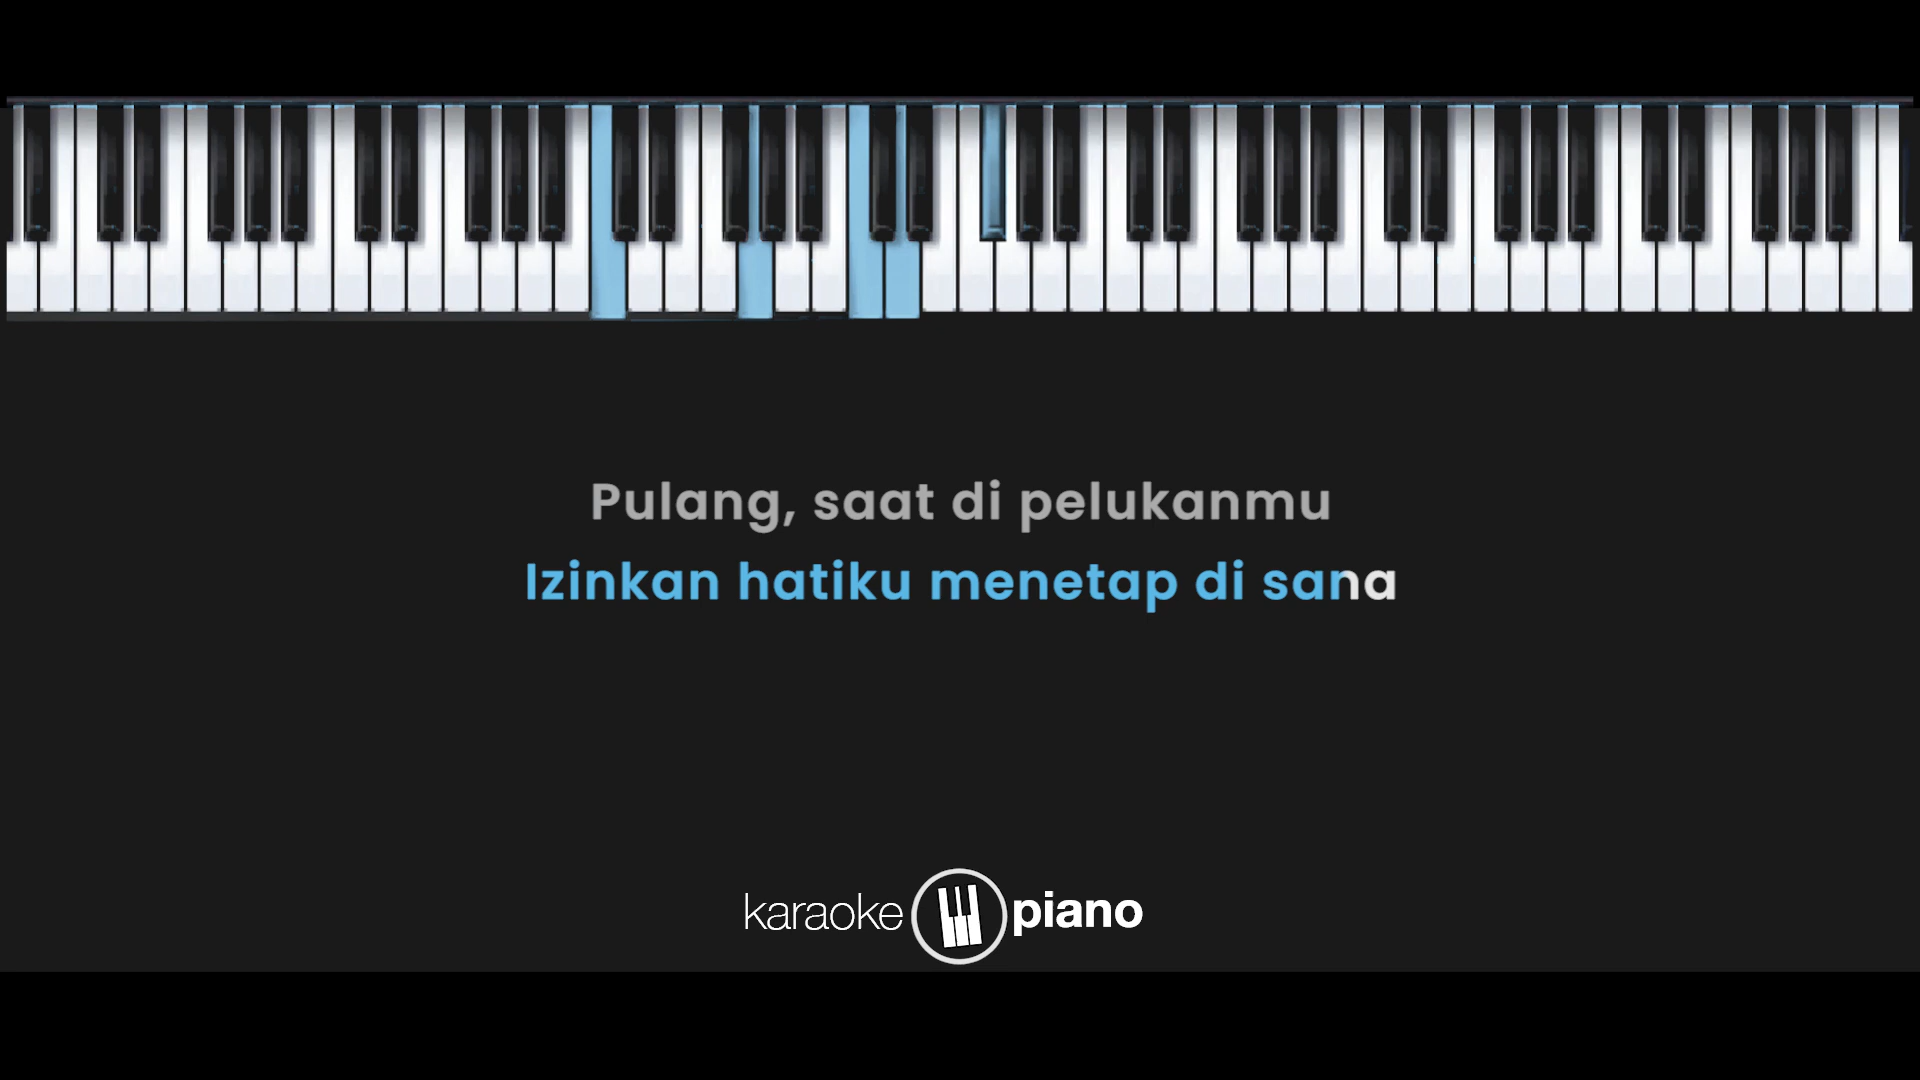 Pulang, saat di pelukanmu
Izinkan hatiku menetap di sana
karaoke piano